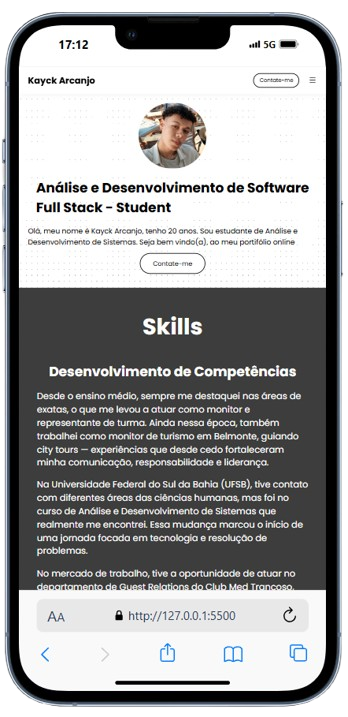 17:12
5G
Kayck Arcanjo
Contate-me
Análise e Desenvolvimento de Software
Full Stack - Student
Olá, meu nome é Kayck Arcanjo, tenho 20 anos. Sou estudante de Análise e
Desenvolvimento de Sistemas. Seja bem vindo(a), ao meu portifólio online
Contate-me
Skills
Desenvolvimento de Competências
Desde o ensino médio, sempre me destaquei nas áreas de
exatas, o que me levou a atuar como monitor e
representante de turma. Ainda nessa época, também
trabalhei como monitor de turismo em Belmonte, guiando
city tours — experiências que desde cedo fortaleceram
minha comunicação, responsabilidade e liderança.
Na Universidade Federal do Sul da Bahia (UFSB), tive contato
com diferentes áreas das ciências humanas, mas foi no
curso de Análise e Desenvolvimento de Sistemas que
realmente me encontrei. Essa mudança marcou o início de
uma jornada focada em tecnologia e resolução de
problemas.
No mercado de trabalho, tive a oportunidade de atuar no
departamento de Guest Relations do Club Med Trancoso,
AA
http://127.0.0.1:5500